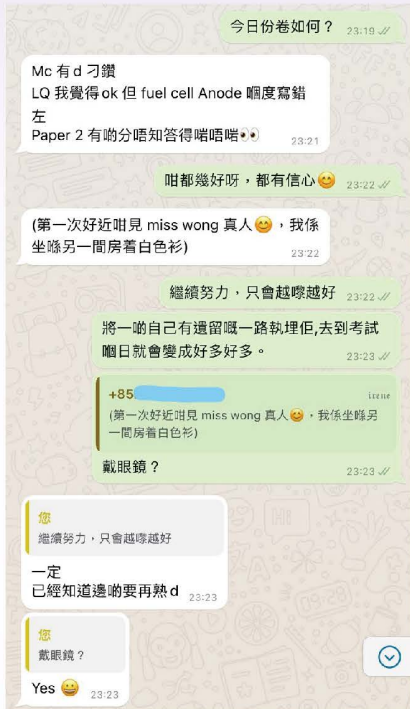 今日份卷如何？ 23:19
Mc 有d 刁鑽
LQ 我覺得ok 但 fuel cell Anode 嗰度寫錯
左
Paper 2 有啲分唔知答得啱唔啱👀 23:21
咁都幾好呀，都有信心😊 23:22
(第一次好近咁見 miss wong 真人😊，我係
坐喺另一間房着白色衫) 23:22
繼續努力，只會越嚟越好 23:22
將一啲自己有遺留嘅一路執埋佢,去到考試
嗰日就會變成好多好多。 23:23
+85 irene
(第一次好近咁見 miss wong 真人😊，我係坐喺另
一間房着白色衫)
戴眼鏡？ 23:23
您
繼續努力，只會越嚟越好
一定
已經知道邊啲要再熟d 23:23
您
戴眼鏡？
Yes 😀 23:23